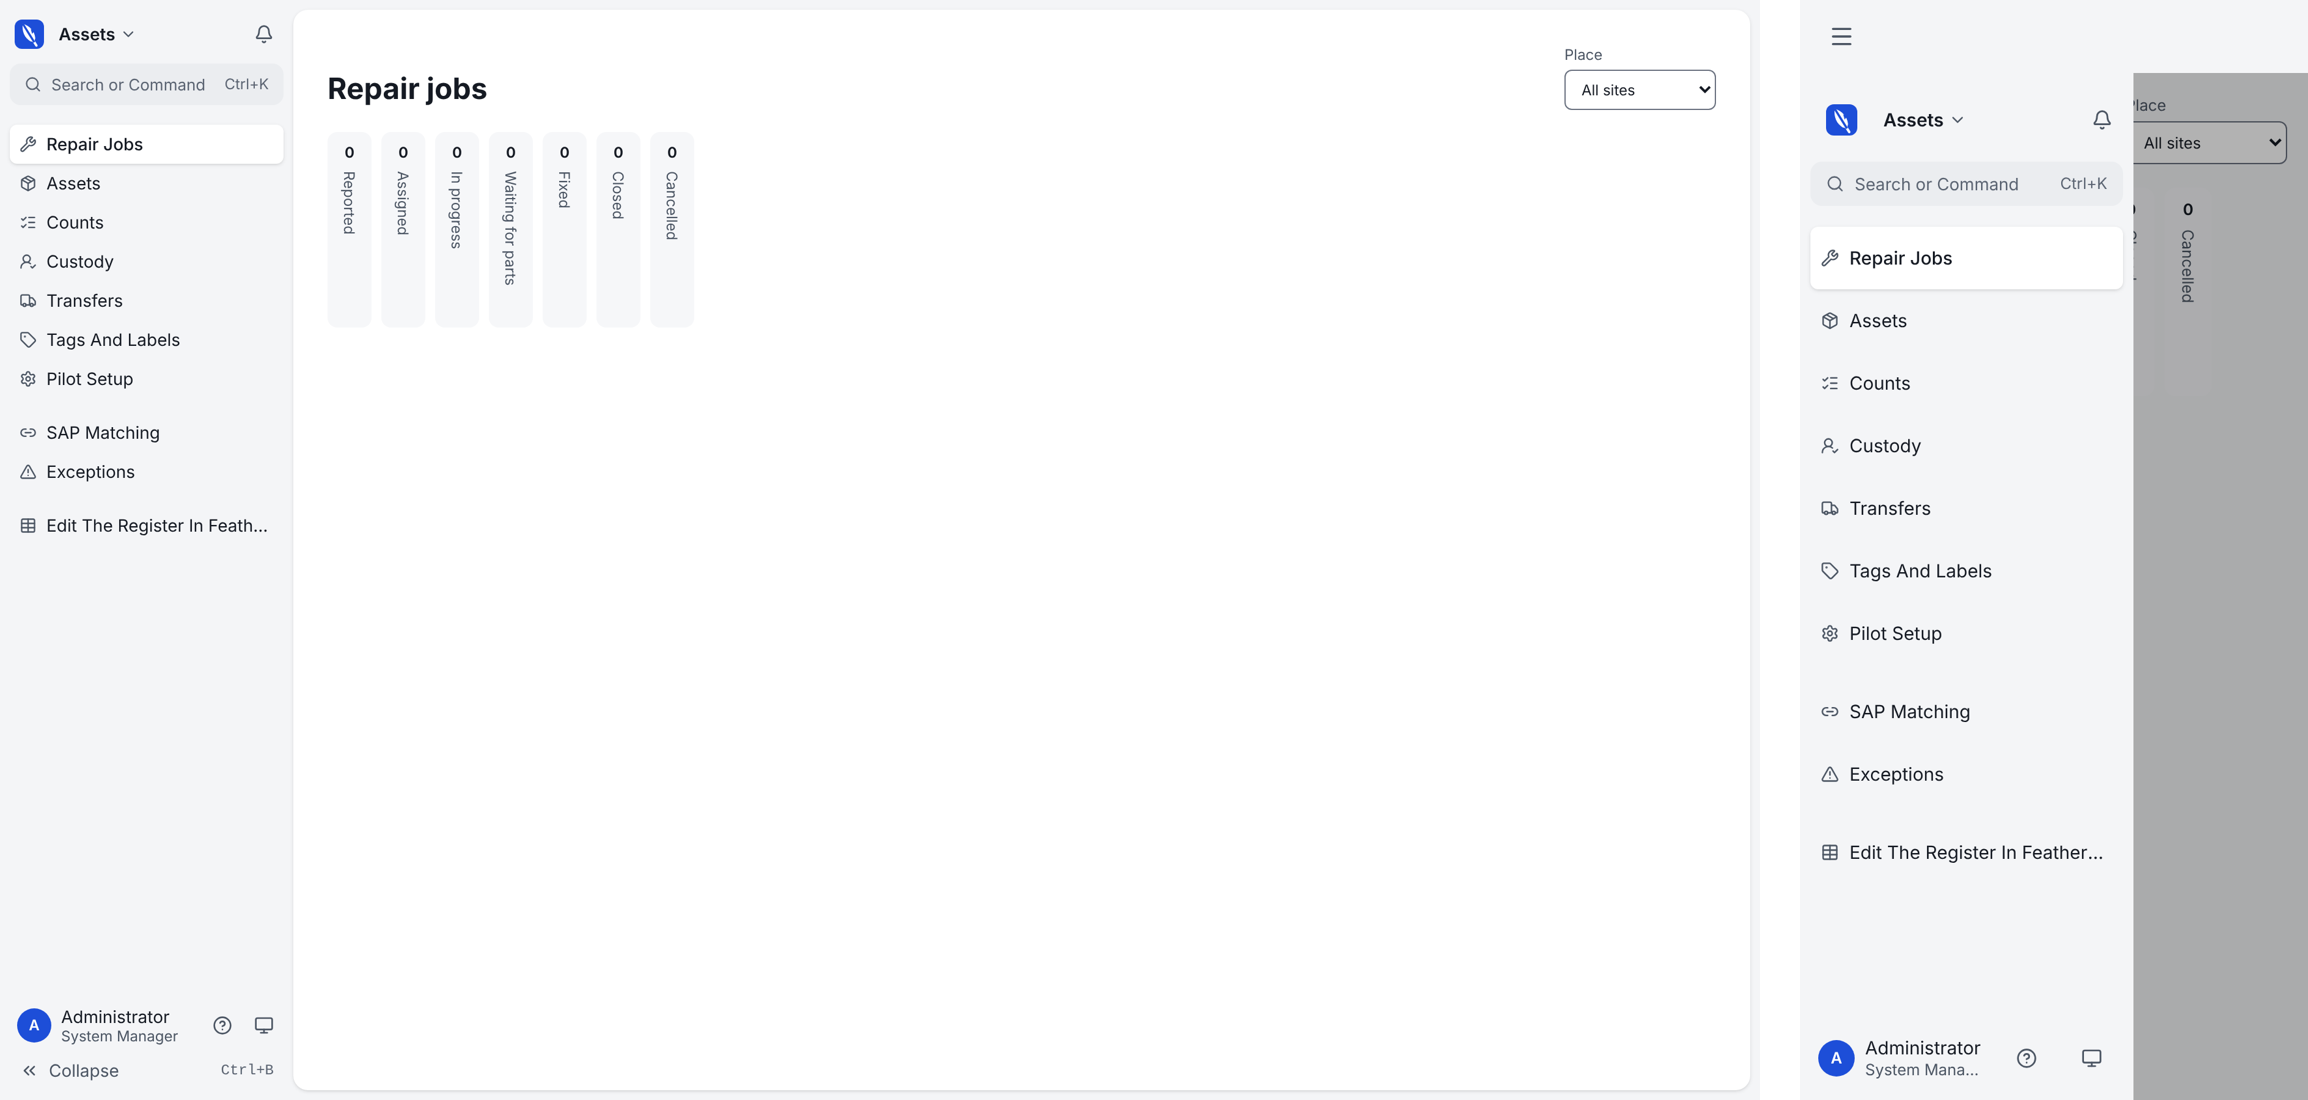 Assets
Search or Command Ctrl+K
Repair Jobs
Assets
Counts
Custody
Transfers
Tags And Labels
Pilot Setup
SAP Matching
Exceptions
Edit The Register In Feath...
A
Administrator
System Manager
Collapse Ctrl+B
Place
Repair jobs
All sites
0
Reported
0
Assigned
0
In progress
0
Waiting for parts
0
Fixed
0
Closed
0
Cancelled
Assets
Search or Command Ctrl+K
Repair Jobs
Assets
Counts
Custody
Transfers
Tags And Labels
Pilot Setup
SAP Matching
Exceptions
Edit The Register In Feather...
A
Administrator
System Mana...
lace
All sites
0
Cancelled